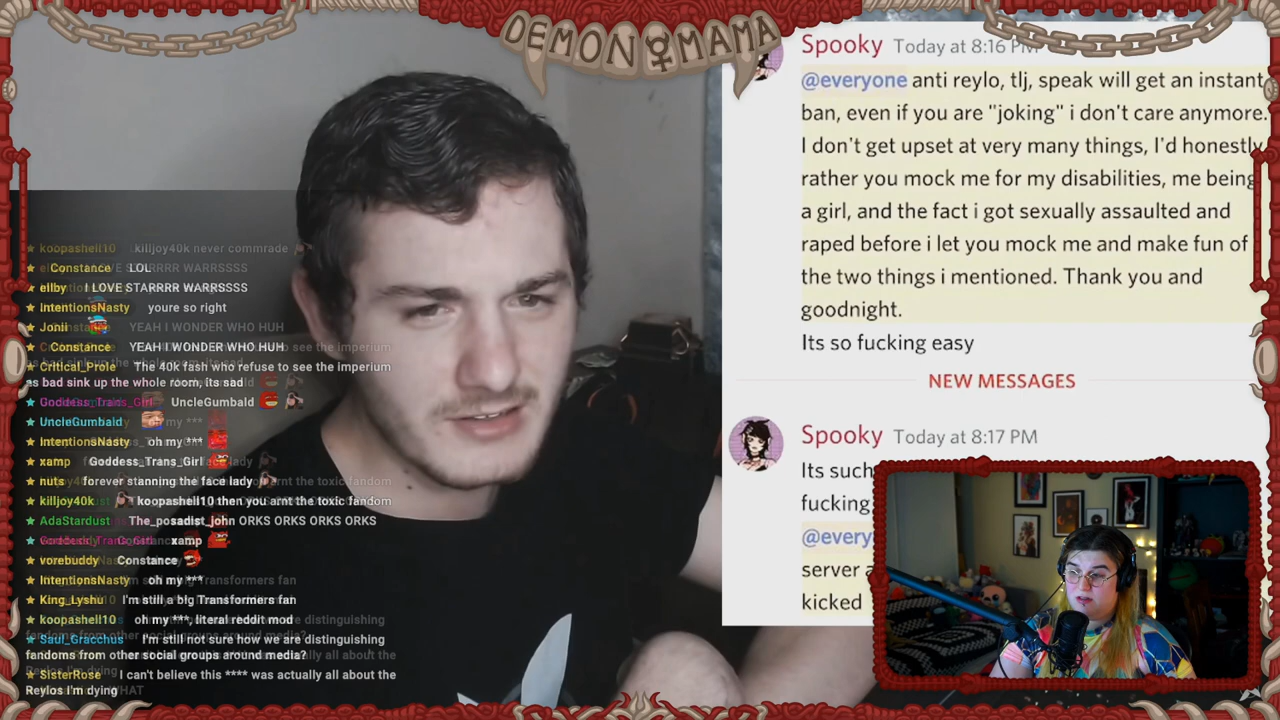 DEMON MAMA
Spooky Today at 8:16 PM
@everyone anti reylo, tlj, speak will get an instant
ban, even if you are "joking" i don't care anymore.
I don't get upset at very many things, I'd honestly
rather you mock me for my disabilities, me being
a girl, and the fact i got sexually assaulted and
raped before i let you mock me and make fun of
the two things i mentioned. Thank you and
goodnight.
Its so fucking easy
NEW MESSAGES
Spooky Today at 8:17 PM
Its such
fucking
@every
server a
kicked
koopashell10 killjoy40k never commrade
Constance LOL
ellby I LOVE STARRRR WARRSSSS
IntentionsNasty youre so right
Jonii YEAH I WONDER WHO HUH
Constance YEAH I WONDER WHO HUH
Critical_Prole The 40k fash who refuse to see the imperium
as bad sink up the whole room, its sad
Goddess_Trans_Girl UncleGumbald
UncleGumbald oh my ***
IntentionsNasty oh my ***
xamp Goddess_Trans_Girl
nuts forever stanning the face lady
killjoy40k koopashell10 then you arnt the toxic fandom
AdaStardust The_posadist_john ORKS ORKS ORKS ORKS
Goddess_Trans_Girl xamp
vorebuddy Constance
IntentionsNasty oh my ***
King_Lyshu I'm still a big Transformers fan
koopashell10 oh my ***, literal reddit mod
Saul_Gracchus I'm still not sure how we are distinguishing
fandoms from other social groups around media?
SisterRose I can't believe this **** was actually all about the
Reylos I'm dying